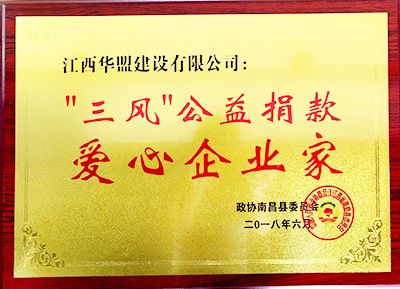 江西华盟建设有限公司:
"三风"公益捐款
爱心企业家
政协南昌县委员会
二〇一八年六月